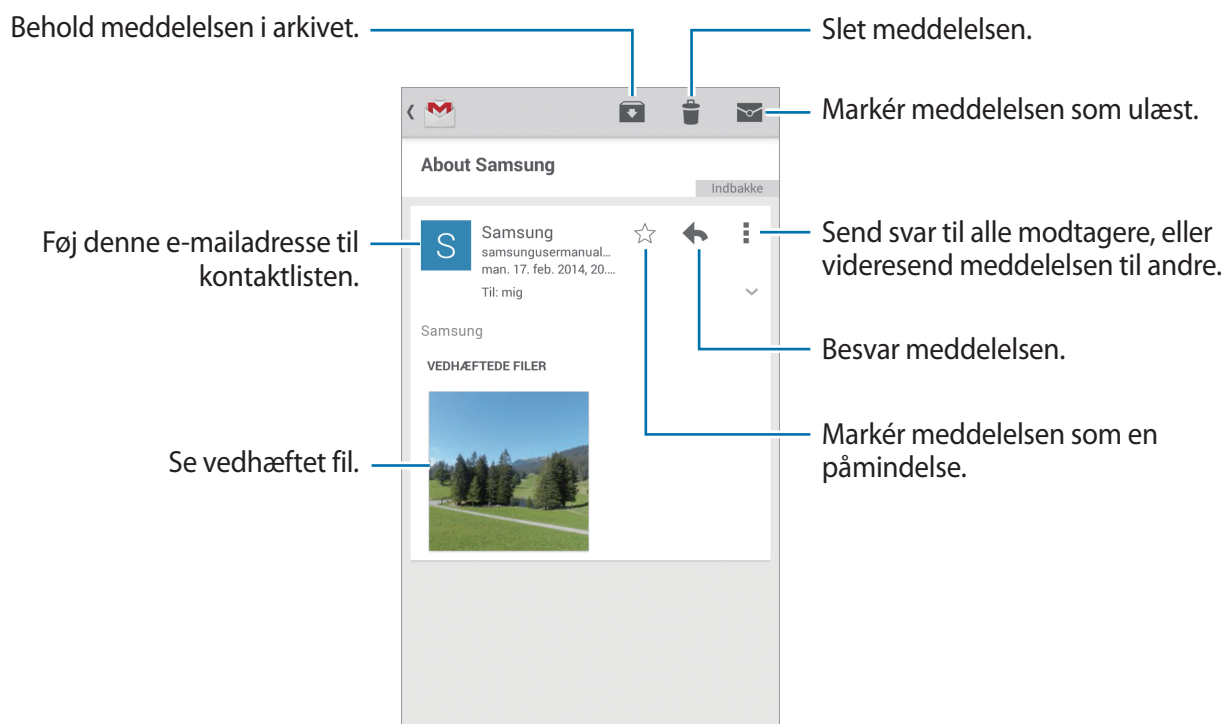 Behold meddelelsen i arkivet.
Slet meddelelsen.
Markér meddelelsen som ulæst.
About Samsung
Indbakke
Føj denne e-mailadresse til
kontaktlisten.
S
Samsung
samsungusermanual...
man. 17. feb. 2014, 20....
Til: mig
Send svar til alle modtagere, eller
videresend meddelelsen til andre.
Samsung
Besvar meddelelsen.
VEDHÆFTEDE FILER
Markér meddelelsen som en
påmindelse.
Se vedhæftet fil.